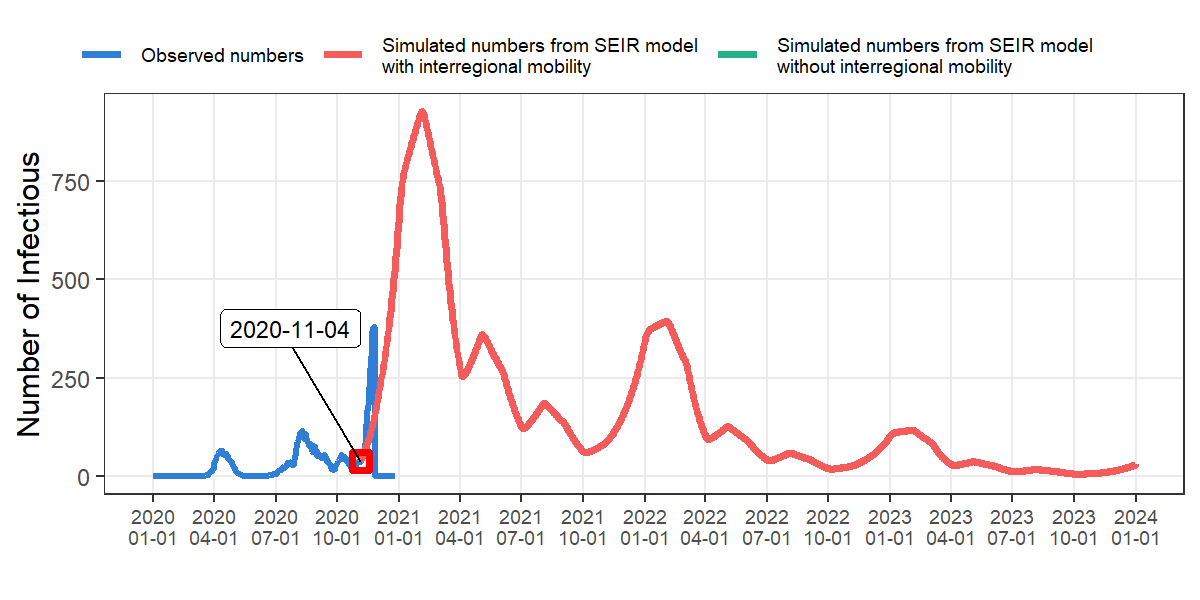 Observed numbers
Simulated numbers from SEIR model
with interregional mobility
Simulated numbers from SEIR model
without interregional mobility
Number of Infectious
750
500
250
0
2020-11-04
2020 2020 2020 2020 2021 2021 2021 2021 2022 2022 2022 2022 2023 2023 2023 2023 2024
01-01 04-01 07-01 10-01 01-01 04-01 07-01 10-01 01-01 04-01 07-01 10-01 01-01 04-01 07-01 10-01 01-01